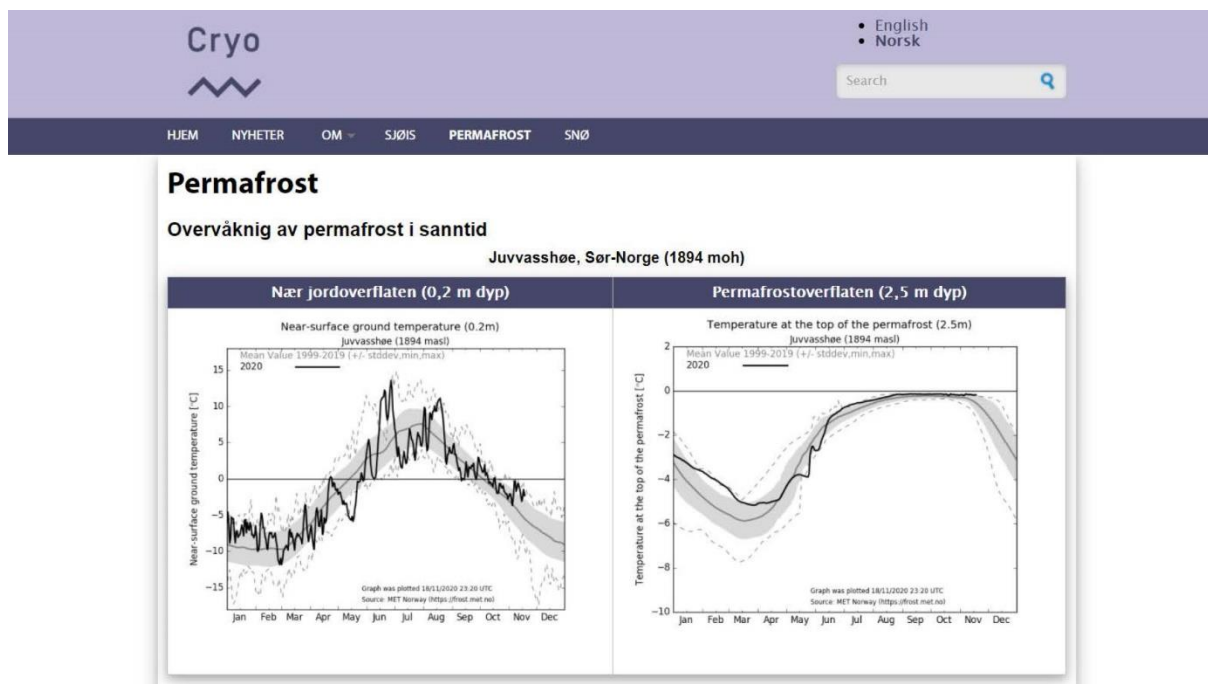 Cryo
English
Norsk
Search
HJEM NYHETER OM SJØIS PERMAFROST SNØ
Permafrost
Overvåknig av permafrost i sanntid
Juvvasshøe, Sør-Norge (1894 moh)
Nær jordoverflaten (0,2 m dyp)
Near-surface ground temperature (0.2m)
Juvvasshøe (1894 masl)
Mean Value 1999-2019 (+/- stddev,min,max)
2020
Near-surface ground temperature [°C]
15
10
5
0
−5
−10
−15
Graph was plotted 18/11/2020 23:20 UTC
Source: MET Norway (https://frost.met.no)
Jan Feb Mar Apr May Jun Jul Aug Sep Oct Nov Dec
Permafrostoverflaten (2,5 m dyp)
Temperature at the top of the permafrost (2.5m)
Juvvasshøe (1894 masl)
Mean Value 1999-2019 (+/- stddev,min,max)
2020
Temperature at the top of the permafrost [°C]
2
0
−2
−4
−6
−8
−10
Graph was plotted 18/11/2020 23:20 UTC
Source: MET Norway (https://frost.met.no)
Jan Feb Mar Apr May Jun Jul Aug Sep Oct Nov Dec